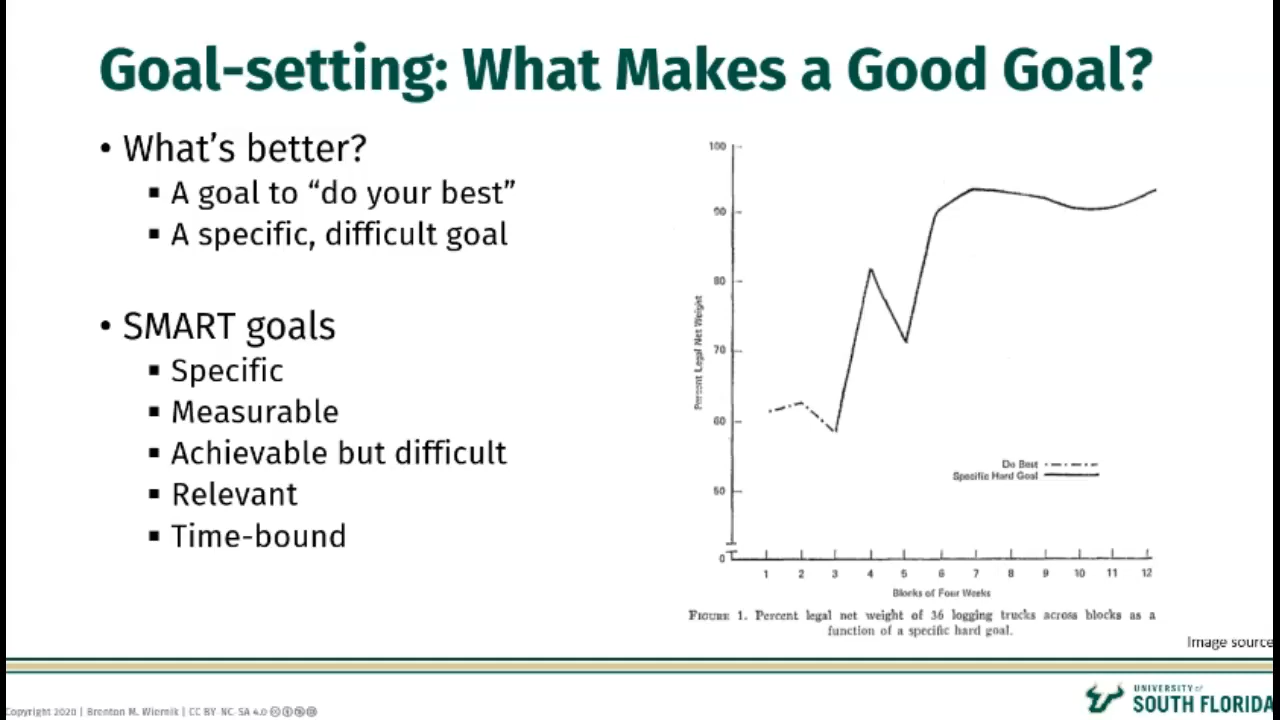 Goal-setting: What Makes a Good Goal?
• What's better?
▪ A goal to “do your best”
▪ A specific, difficult goal
• SMART goals
▪ Specific
▪ Measurable
▪ Achievable but difficult
▪ Relevant
▪ Time-bound
100
90
80
70
60
50
0
Percent Legal Net Weight
Do Best
Specific Hard Goal
1 2 3 4 5 6 7 8 9 10 11 12
Blocks of Four Weeks
FIGURE 1. Percent legal net weight of 36 logging trucks across blocks as a
function of a specific hard goal.
Image source
Copyright 2020 | Brenton M. Wiernik | CC BY-NC-SA 4.0
UNIVERSITY of
SOUTH FLORIDA